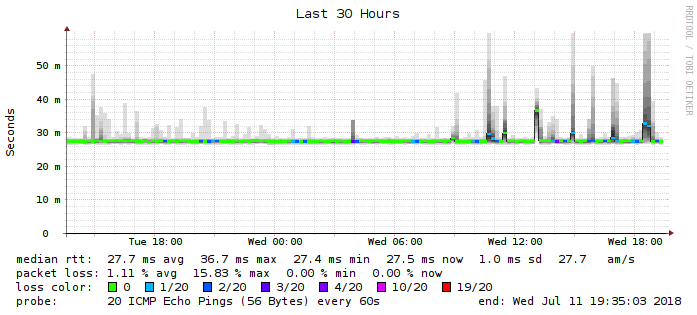 Last 30 Hours
RRDTOOL / TOBI OETIKER
Seconds
50 m
40 m
30 m
20 m
10 m
0
Tue 18:00 Wed 00:00 Wed 06:00 Wed 12:00 Wed 18:00
median rtt: 27.7 ms avg 36.7 ms max 27.4 ms min 27.5 ms now 1.0 ms sd 27.7 am/s
packet loss: 1.11 % avg 15.83 % max 0.00 % min 0.00 % now
loss color: 0 1/20 2/20 3/20 4/20 10/20 19/20
probe: 20 ICMP Echo Pings (56 Bytes) every 60s end: Wed Jul 11 19:35:03 2018